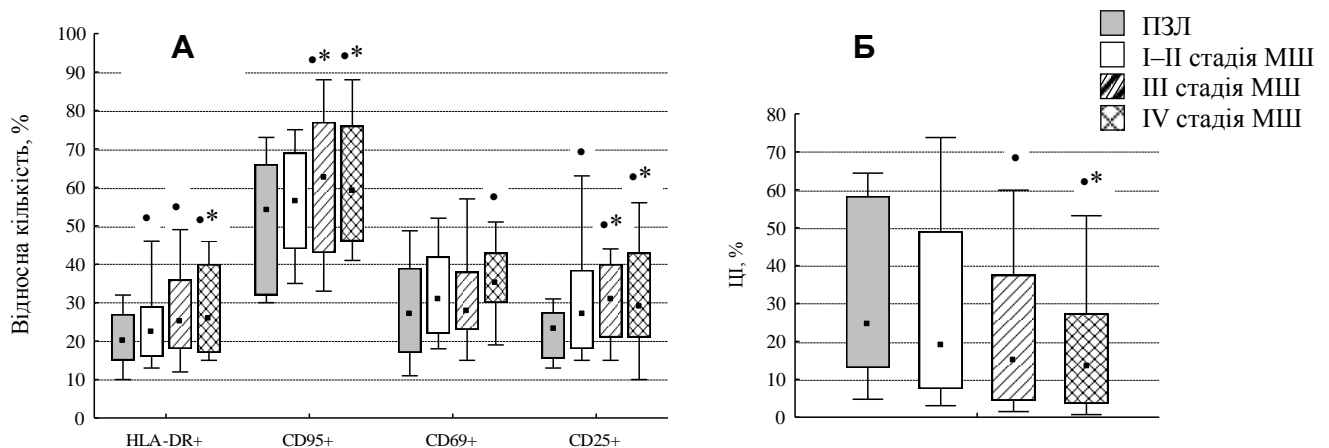 А
Відносна кількість, %
100
90
80
70
60
50
40
30
20
10
0
•
•
•*
•*
•*
•
•
•*
•*
HLA-DR+
CD95+
CD69+
CD25+
Б
ПЗЛ
I–II стадія МШ
III стадія МШ
IV стадія МШ
ЦІ, %
80
70
60
50
40
30
20
10
0
•
•*